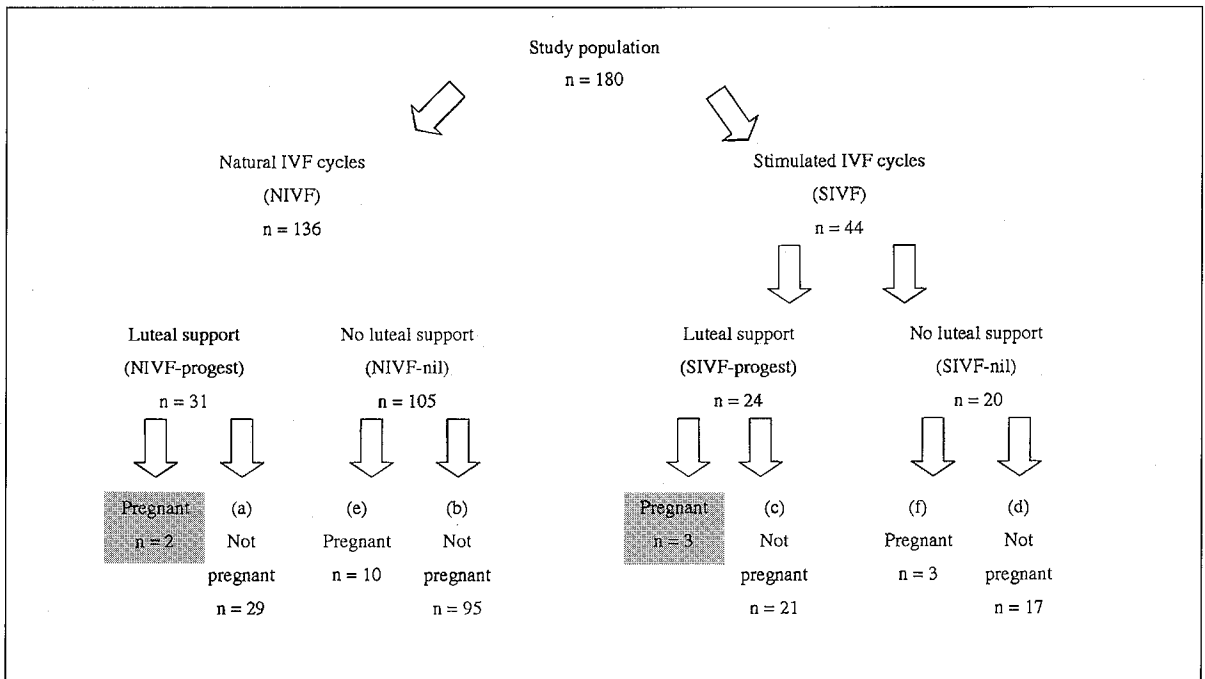 Study population
n = 180
Natural IVF cycles
(NIVF)
n = 136
Stimulated IVF cycles
(SIVF)
n = 44
Luteal support
(NIVF-progest)
n = 31
No luteal support
(NIVF-nil)
n = 105
Luteal support
(SIVF-progest)
n = 24
No luteal support
(SIVF-nil)
n = 20
Pregnant
n = 2
(a)
Not
pregnant
n = 29
(e)
Pregnant
n = 10
(b)
Not
pregnant
n = 95
Pregnant
n = 3
(c)
Not
pregnant
n = 21
(f)
Pregnant
n = 3
(d)
Not
pregnant
n = 17